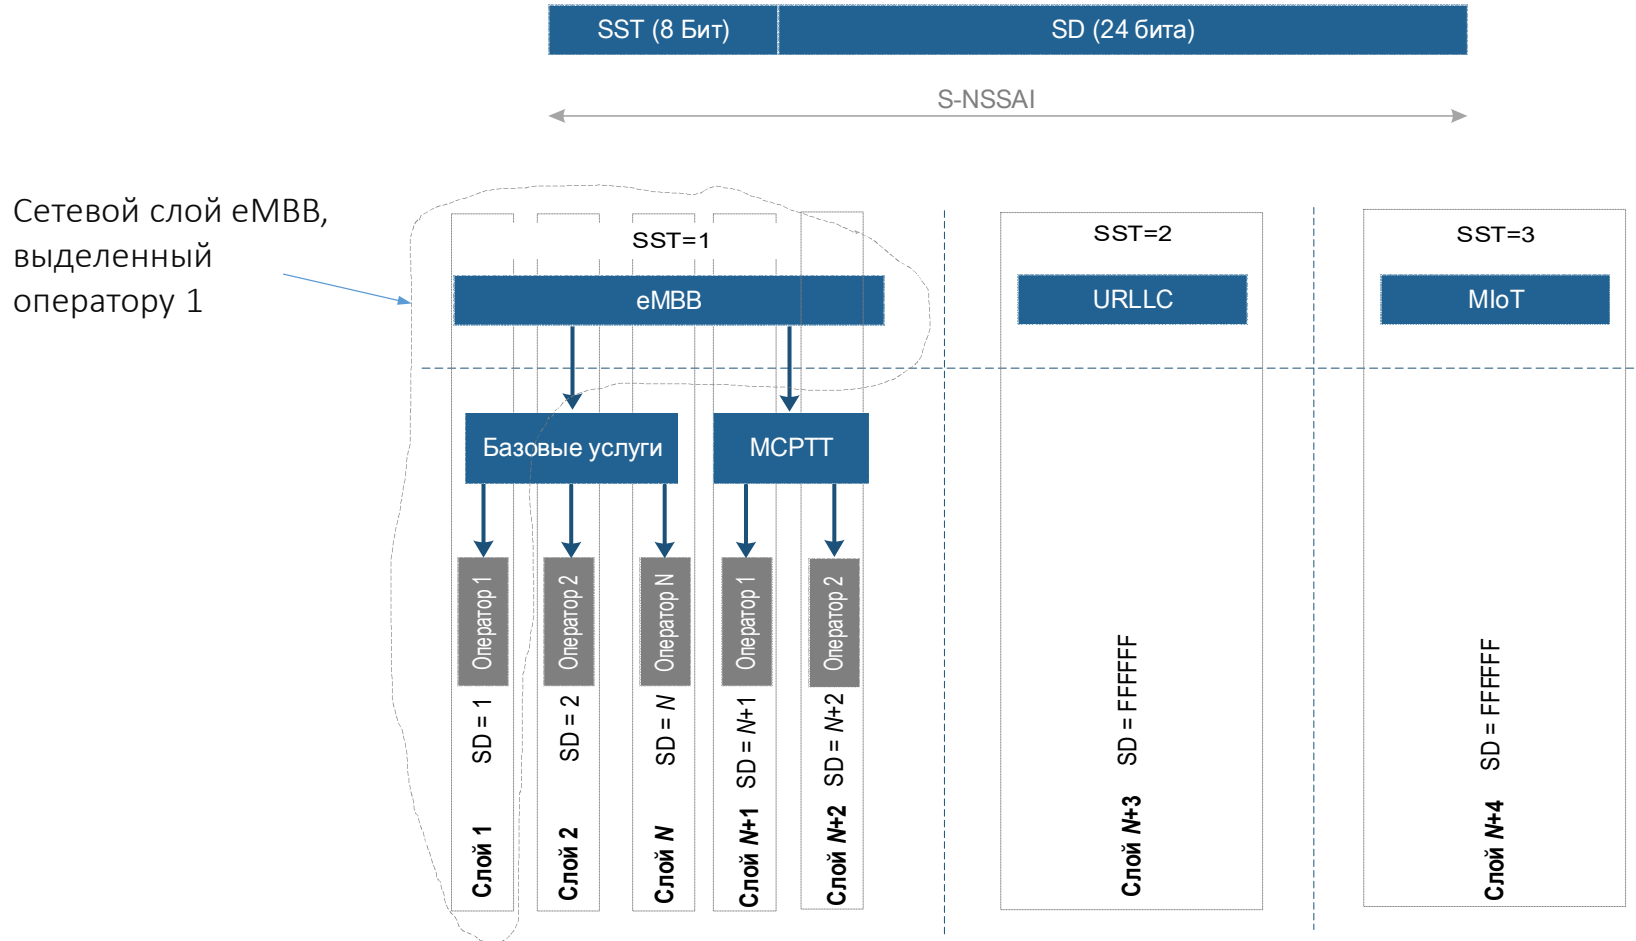 SST (8 Бит)
SD (24 бита)
S-NSSAI
Сетевой слой eMBB,
выделенный
оператору 1
SST=1
SST=2
SST=3
eMBB
URLLC
MIoT
Базовые услуги
MCPTT
Оператор 1
Оператор 2
Оператор N
Оператор 1
Оператор 2
SD = 1
SD = 2
SD = N
SD = N+1
SD = N+2
SD = FFFFFF
SD = FFFFFF
Слой 1
Слой 2
Слой N
Слой N+1
Слой N+2
Слой N+3
Слой N+4